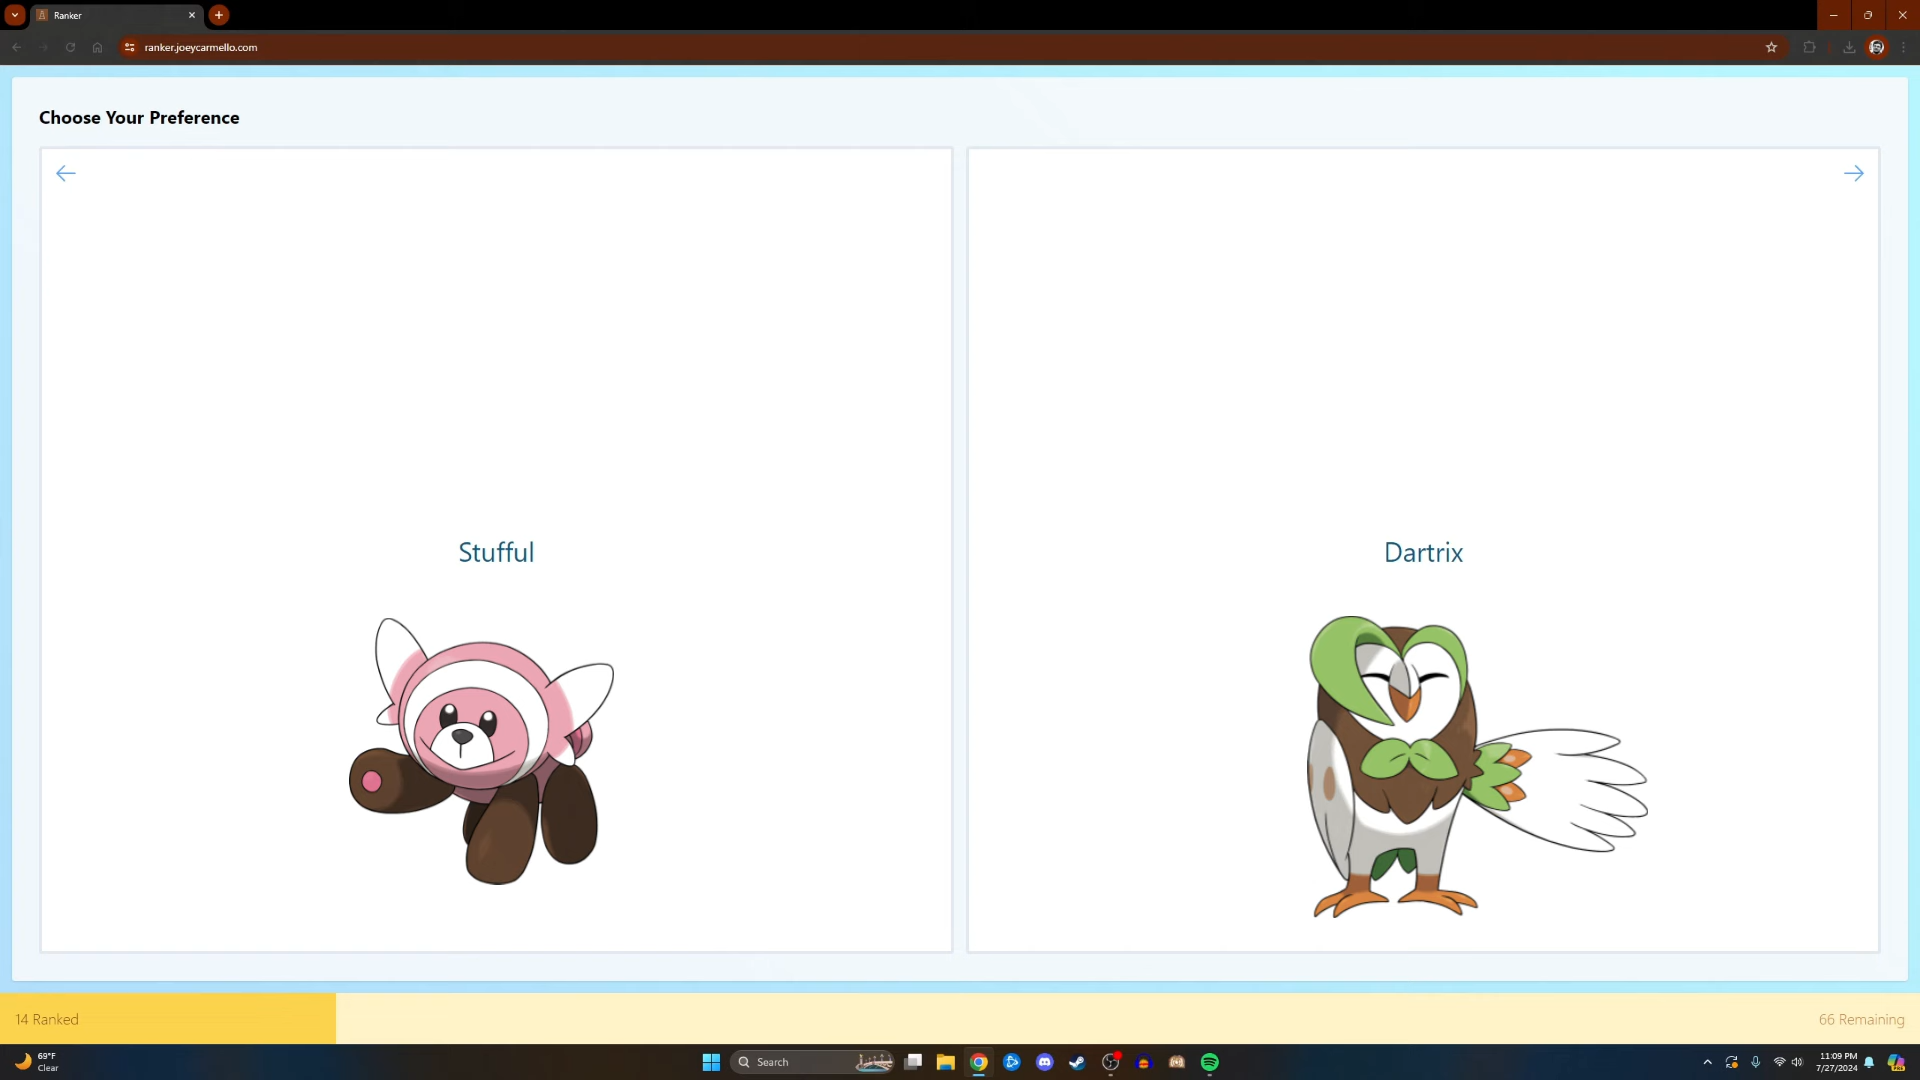 Ranker
ranker.joeycarmello.com
Choose Your Preference
Stufful
Dartrix
14 Ranked
66 Remaining
69°F
Clear
Search
11:09 PM
7/27/2024